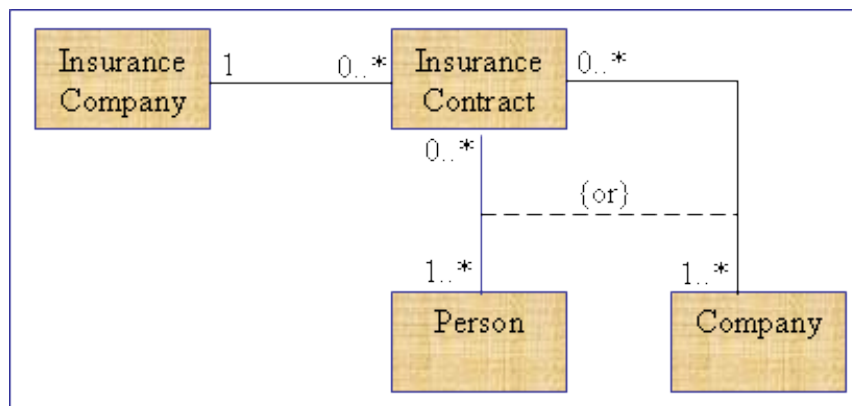 Insurance
Company
1
0..*
Insurance
Contract
0..*
0..*
{or}
1..*
1..*
Person
Company